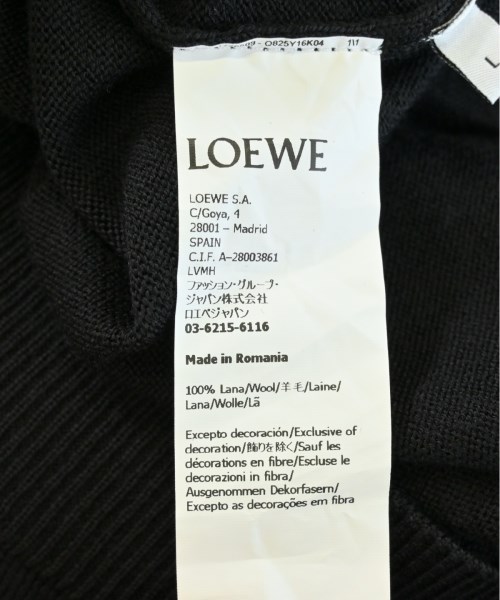 O825Y16K04
LOEWE
LOEWE S.A.
C/Goya, 4
28001 – Madrid
SPAIN
C.I.F. A-28003861
LVMH
ファッション・グループ・
ジャパン株式会社
ロエベジャパン
03-6215-6116
Made in Romania
100% Lana/Wool/羊毛/Laine/
Lana/Wolle/Lã
Excepto decoración/Exclusive of
decoration/飾りを除く/Sauf les
décorations en fibre/Escluse le
decorazioni in fibra/
Ausgenommen Dekorfasern/
Excepto as decorações em fibra
L